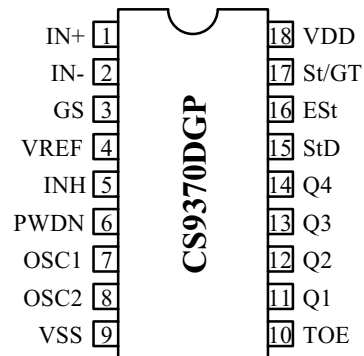 IN+ 1 18 VDD
IN- 2 17 St/GT
GS 3 16 ESt
VREF 4 15 StD
INH 5 14 Q4
PWDN 6 13 Q3
OSC1 7 12 Q2
OSC2 8 11 Q1
VSS 9 10 TOE
CS9370DGP